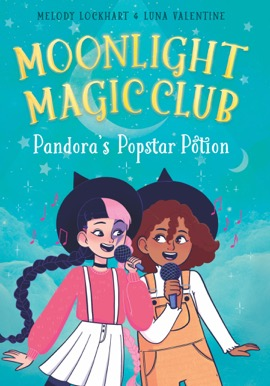 MELODY LOCKHART & LUNA VALENTINE
MOONLIGHT
MAGIC CLUB
Pandora's Popstar Potion